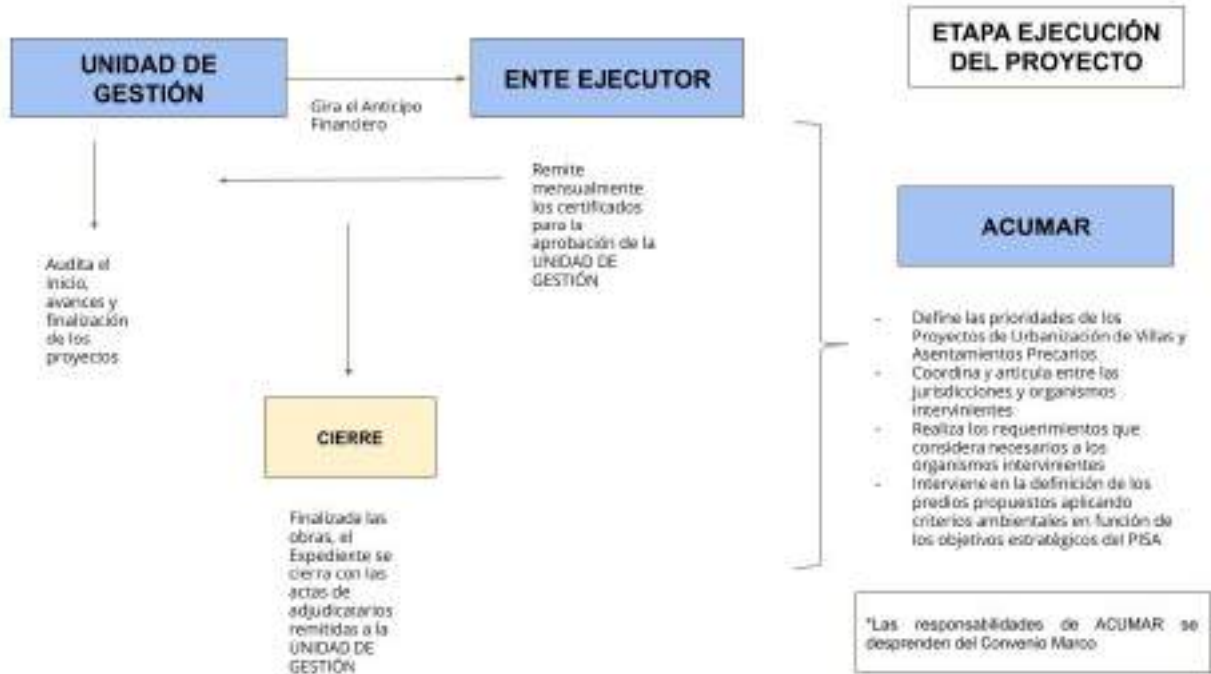 ETAPA EJECUCIÓN
DEL PROYECTO
UNIDAD DE
GESTIÓN
ENTE EJECUTOR
Gira el Anticipo
Financiero
Remite
mensualmente
los certificados
para la
aprobación de la
UNIDAD DE
GESTIÓN
Audita el
inicio,
avances y
finalización
de los
proyectos
CIERRE
Finalizada las
obras, el
Expediente se
cierra con las
actas de
adjudicatarios
remitidas a la
UNIDAD DE
GESTIÓN
ACUMAR
- Define las prioridades de los
Proyectos de Urbanización de Villas y
Asentamientos Precarios
- Coordina y articula entre las
jurisdicciones y organismos
intervinientes
- Realiza los requerimientos que
considera necesarios a los
organismos intervinientes
- Interviene en la definición de los
predios propuestos aplicando
criterios ambientales en función de
los objetivos estratégicos del PISA
*Las responsabilidades de ACUMAR se
desprenden del Convenio Marco